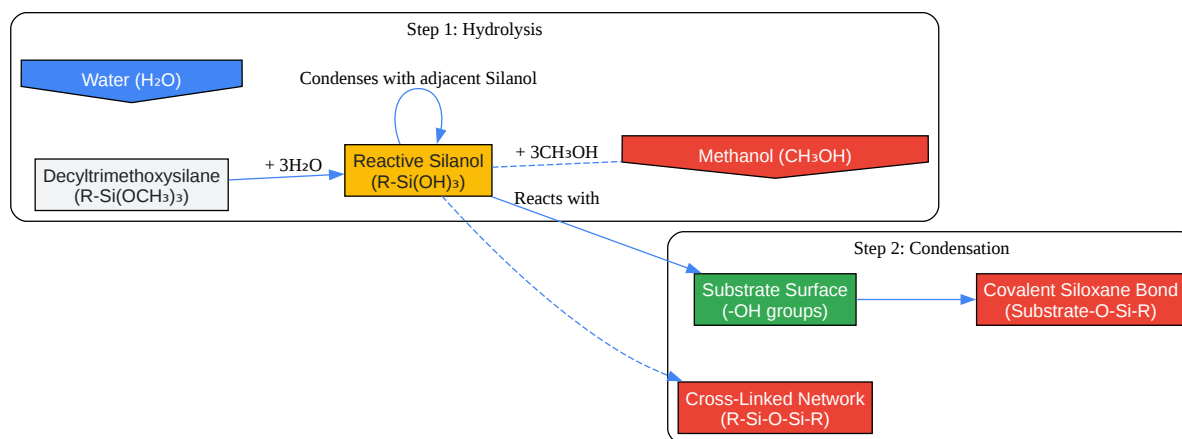 Step 1: Hydrolysis
Water (H₂O)
Condenses with adjacent Silanol
Decyltrimethoxysilane
(R-Si(OCH₃)₃)
+ 3H₂O
Reactive Silanol
(R-Si(OH)₃)
+ 3CH₃OH
Methanol (CH₃OH)
Reacts with
Step 2: Condensation
Substrate Surface
(-OH groups)
Covalent Siloxane Bond
(Substrate-O-Si-R)
Cross-Linked Network
(R-Si-O-Si-R)